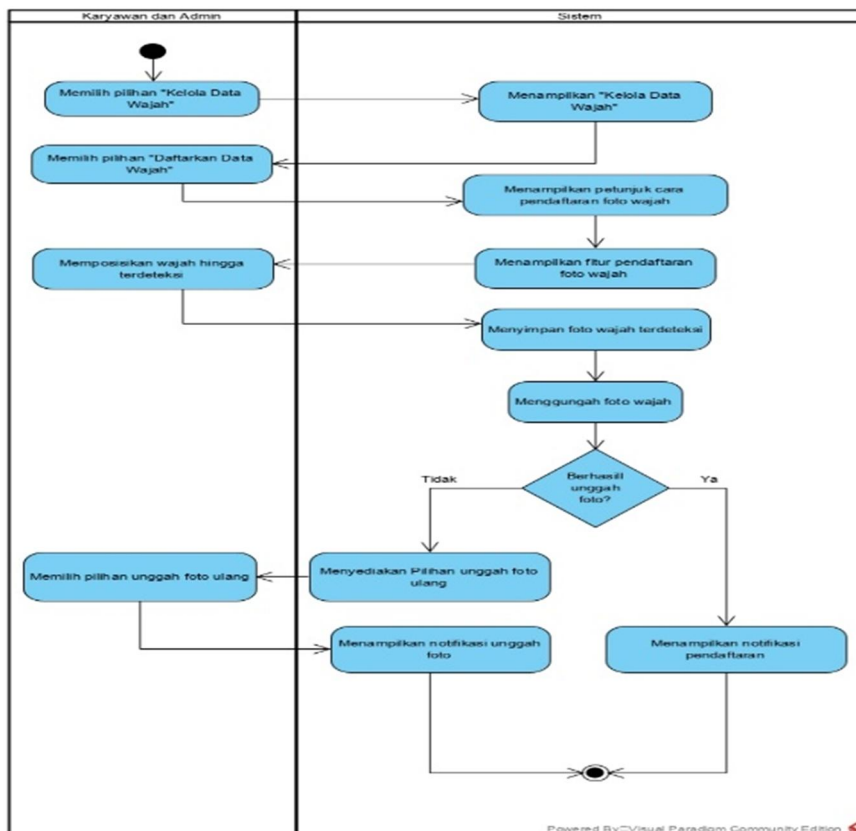 Karyawan dan Admin
Sistem
Memilih pilihan "Kelola Data
Wajah"
Menampilkan "Kelola Data
Wajah"
Memilih pilihan "Daftarkan Data
Wajah"
Menampilkan petunjuk cara
pendaftaran foto wajah
Memposisikan wajah hingga
terdeteksi
Menampilkan fitur pendaftaran
foto wajah
Menyimpan foto wajah terdeteksi
Menggungah foto wajah
Berhasill
unggah
foto?
Tidak
Ya
Memilih pilihan unggah foto ulang
Menyediakan Pilihan unggah foto
ulang
Menampilkan notifikasi unggah
foto
Menampilkan notifikasi
pendaftaran
Powered By Visual Paradigm Community Edition